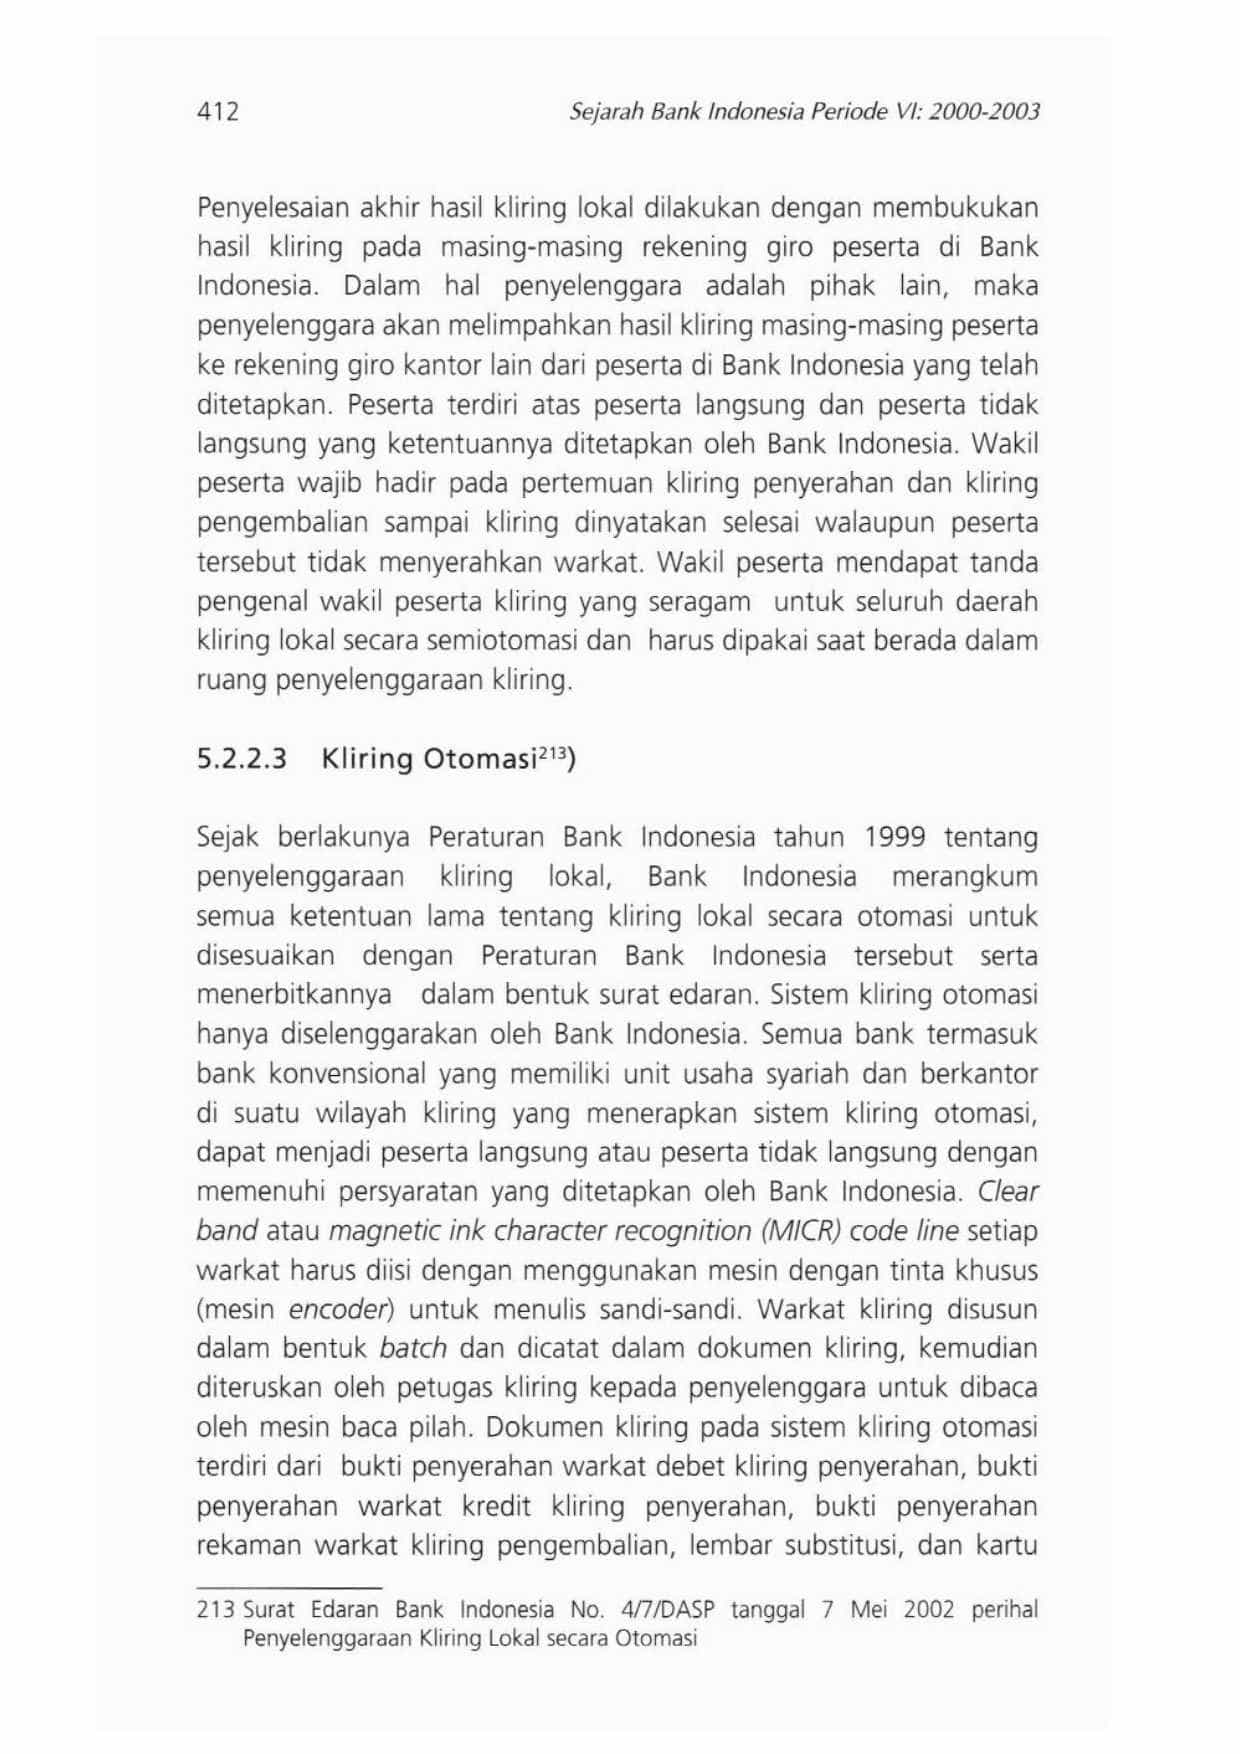 412
Sejarah Bank Indonesia Periode VI: 2000-2003
Penyelesaian akhir hasil kliring lokal dilakukan dengan membukukan
hasil kliring pada masing-masing rekening giro peserta di Bank
Indonesia. Dalam hal penyelenggara adalah pihak lain, maka
penyelenggara akan melimpahkan hasil kliring masing-masing peserta
ke rekening giro kantor lain dari peserta di Bank Indonesia yang telah
ditetapkan. Peserta terdiri atas peserta langsung dan peserta tidak
langsung yang ketentuannya ditetapkan oleh Bank Indonesia. Wakil
peserta wajib hadir pada pertemuan kliring penyerahan dan kliring
pengembalian sampai kliring dinyatakan selesai walaupun peserta
tersebut tidak menyerahkan warkat. Wakil peserta mendapat tanda
pengenal wakil peserta kliring yang seragam untuk seluruh daerah
kliring lokal secara semiotomasi dan harus dipakai saat berada dalam
ruang penyelenggaraan kliring.
5.2.2.3 Kliring Otomasi²¹³)
Sejak berlakunya Peraturan Bank Indonesia tahun 1999 tentang
penyelenggaraan kliring lokal, Bank Indonesia merangkum
semua ketentuan lama tentang kliring lokal secara otomasi untuk
disesuaikan dengan Peraturan Bank Indonesia tersebut serta
menerbitkannya dalam bentuk surat edaran. Sistem kliring otomasi
hanya diselenggarakan oleh Bank Indonesia. Semua bank termasuk
bank konvensional yang memiliki unit usaha syariah dan berkantor
di suatu wilayah kliring yang menerapkan sistem kliring otomasi,
dapat menjadi peserta langsung atau peserta tidak langsung dengan
memenuhi persyaratan yang ditetapkan oleh Bank Indonesia. Clear
band atau magnetic ink character recognition (MICR) code line setiap
warkat harus diisi dengan menggunakan mesin dengan tinta khusus
(mesin encoder) untuk menulis sandi-sandi. Warkat kliring disusun
dalam bentuk batch dan dicatat dalam dokumen kliring, kemudian
diteruskan oleh petugas kliring kepada penyelenggara untuk dibaca
oleh mesin baca pilah. Dokumen kliring pada sistem kliring otomasi
terdiri dari bukti penyerahan warkat debet kliring penyerahan, bukti
penyerahan warkat kredit kliring penyerahan, bukti penyerahan
rekaman warkat kliring pengembalian, lembar substitusi, dan kartu
213 Surat Edaran Bank Indonesia No. 4/7/DASP tanggal 7 Mei 2002 perihal
Penyelenggaraan Kliring Lokal secara Otomasi